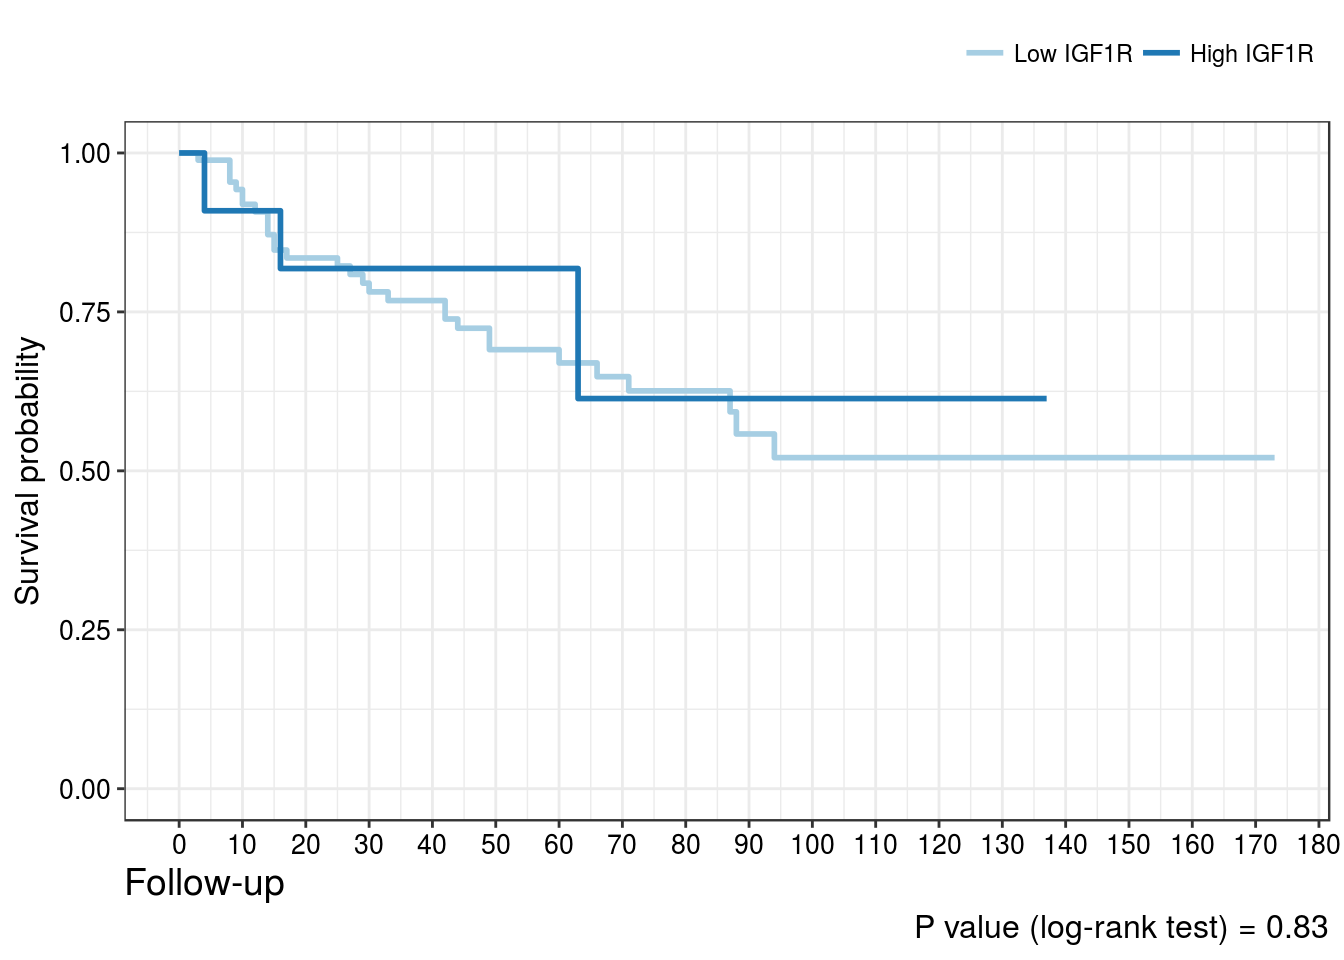 Low IGF1R High IGF1R
1.00
0.75
0.50
0.25
0.00
Survival probability
0 10 20 30 40 50 60 70 80 90 100 110 120 130 140 150 160 170 180
Follow-up
P value (log-rank test) = 0.83